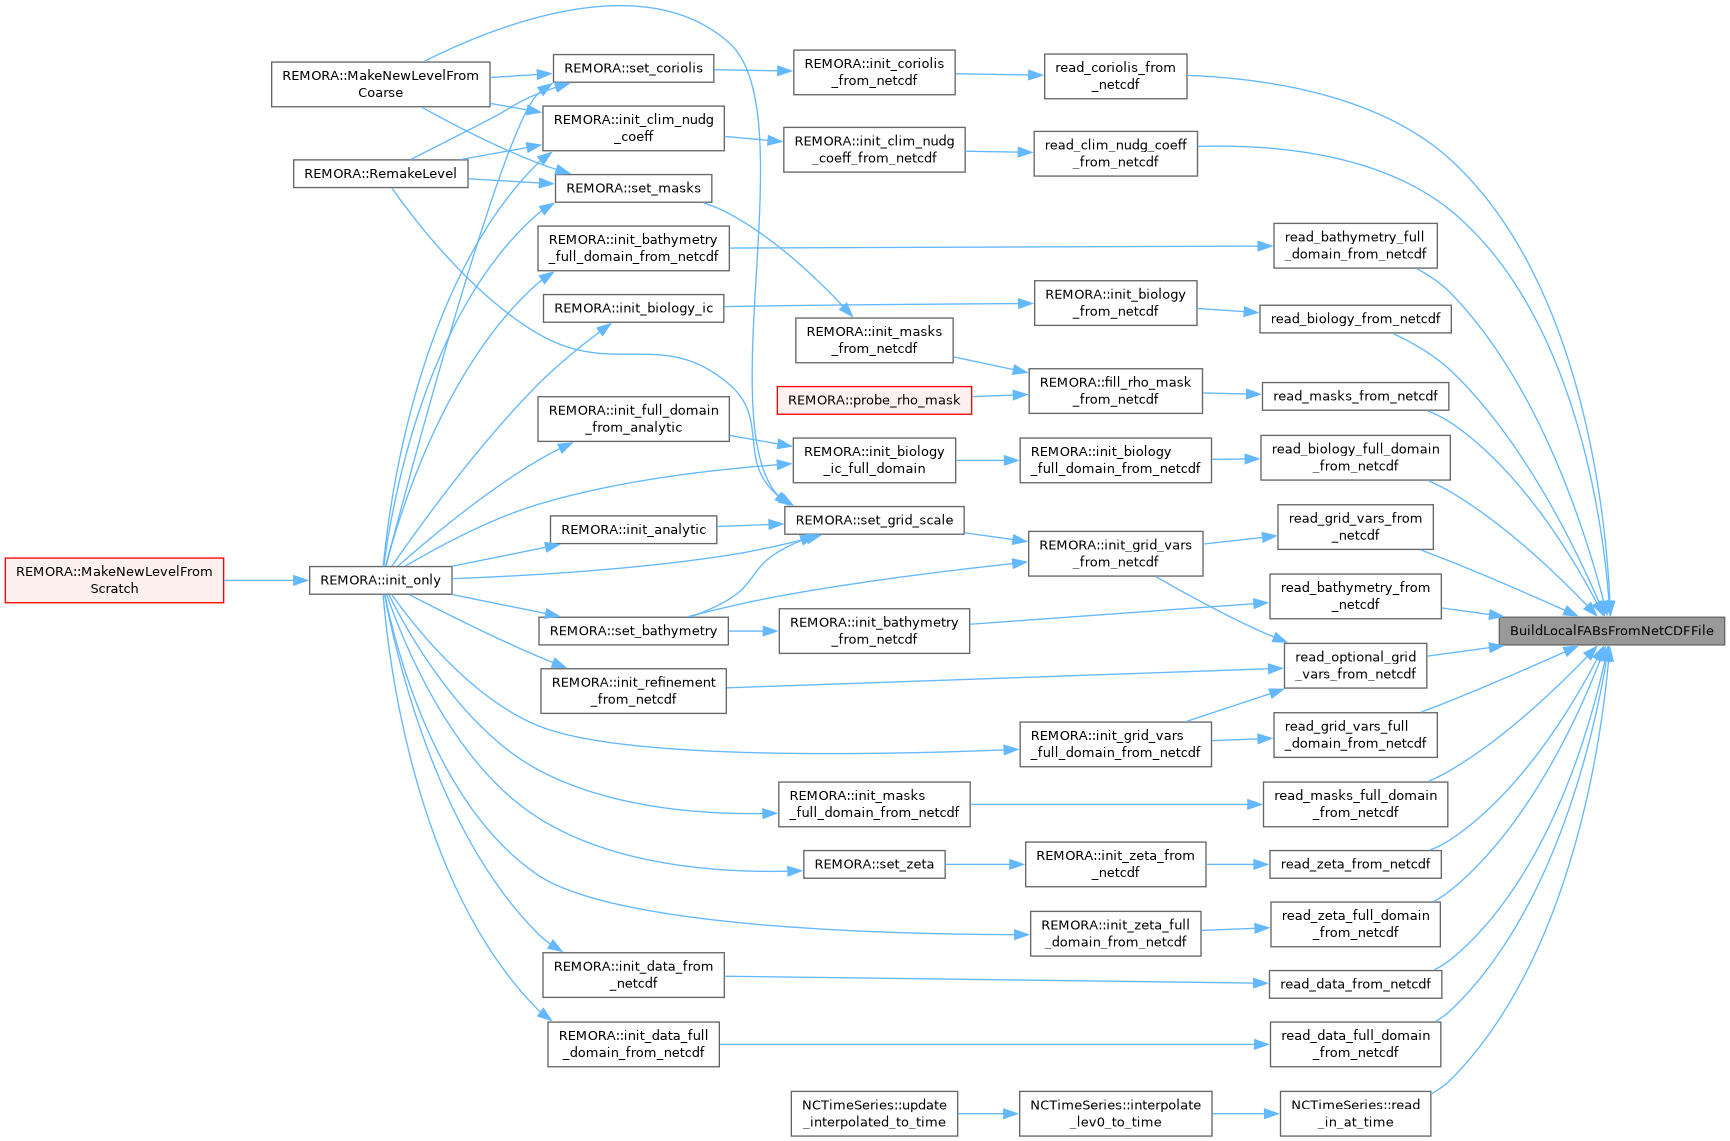 REMORA::MakeNewLevelFrom
Scratch
REMORA::MakeNewLevelFrom
Coarse
REMORA::RemakeLevel
REMORA::init_only
REMORA::set_coriolis
REMORA::init_clim_nudg
_coeff
REMORA::set_masks
REMORA::init_bathymetry
_full_domain_from_netcdf
REMORA::init_biology_ic
REMORA::init_full_domain
_from_analytic
REMORA::init_analytic
REMORA::set_bathymetry
REMORA::init_refinement
_from_netcdf
REMORA::init_data_from
_netcdf
REMORA::init_data_full
_domain_from_netcdf
REMORA::init_coriolis
_from_netcdf
REMORA::init_clim_nudg
_coeff_from_netcdf
REMORA::init_masks
_from_netcdf
REMORA::probe_rho_mask
REMORA::init_biology
_ic_full_domain
REMORA::set_grid_scale
REMORA::init_bathymetry
_from_netcdf
REMORA::init_masks
_full_domain_from_netcdf
REMORA::set_zeta
NCTimeSeries::update
_interpolated_to_time
read_coriolis_from
_netcdf
read_clim_nudg_coeff
_from_netcdf
REMORA::init_biology
_from_netcdf
REMORA::fill_rho_mask
_from_netcdf
REMORA::init_biology
_full_domain_from_netcdf
REMORA::init_grid_vars
_from_netcdf
REMORA::init_grid_vars
_full_domain_from_netcdf
REMORA::init_zeta_from
_netcdf
REMORA::init_zeta_full
_domain_from_netcdf
NCTimeSeries::interpolate
_lev0_to_time
read_bathymetry_full
_domain_from_netcdf
read_biology_from_netcdf
read_masks_from_netcdf
read_biology_full_domain
_from_netcdf
read_grid_vars_from
_netcdf
read_bathymetry_from
_netcdf
read_optional_grid
_vars_from_netcdf
read_grid_vars_full
_domain_from_netcdf
read_masks_full_domain
_from_netcdf
read_zeta_from_netcdf
read_zeta_full_domain
_from_netcdf
read_data_from_netcdf
read_data_full_domain
_from_netcdf
NCTimeSeries::read
_in_at_time
BuildLocalFABsFromNetCDFFile